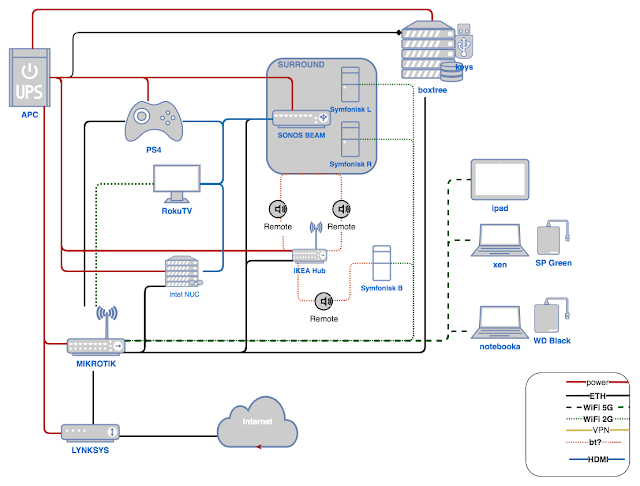 UPS
APC
SURROUND
keys
boxtree
Symfonisk L
SONOS BEAM
PS4
Symfonisk R
RokuTV
ipad
Remote
Remote
xen
SP Green
IKEA Hub
Intel NUC
Symfonisk B
Remote
notebooka
WD Black
MIKROTIK
power
ETH
WiFi 5G
WiFi 2G
VPN
bt?
HDMI
internet
LYNKSYS